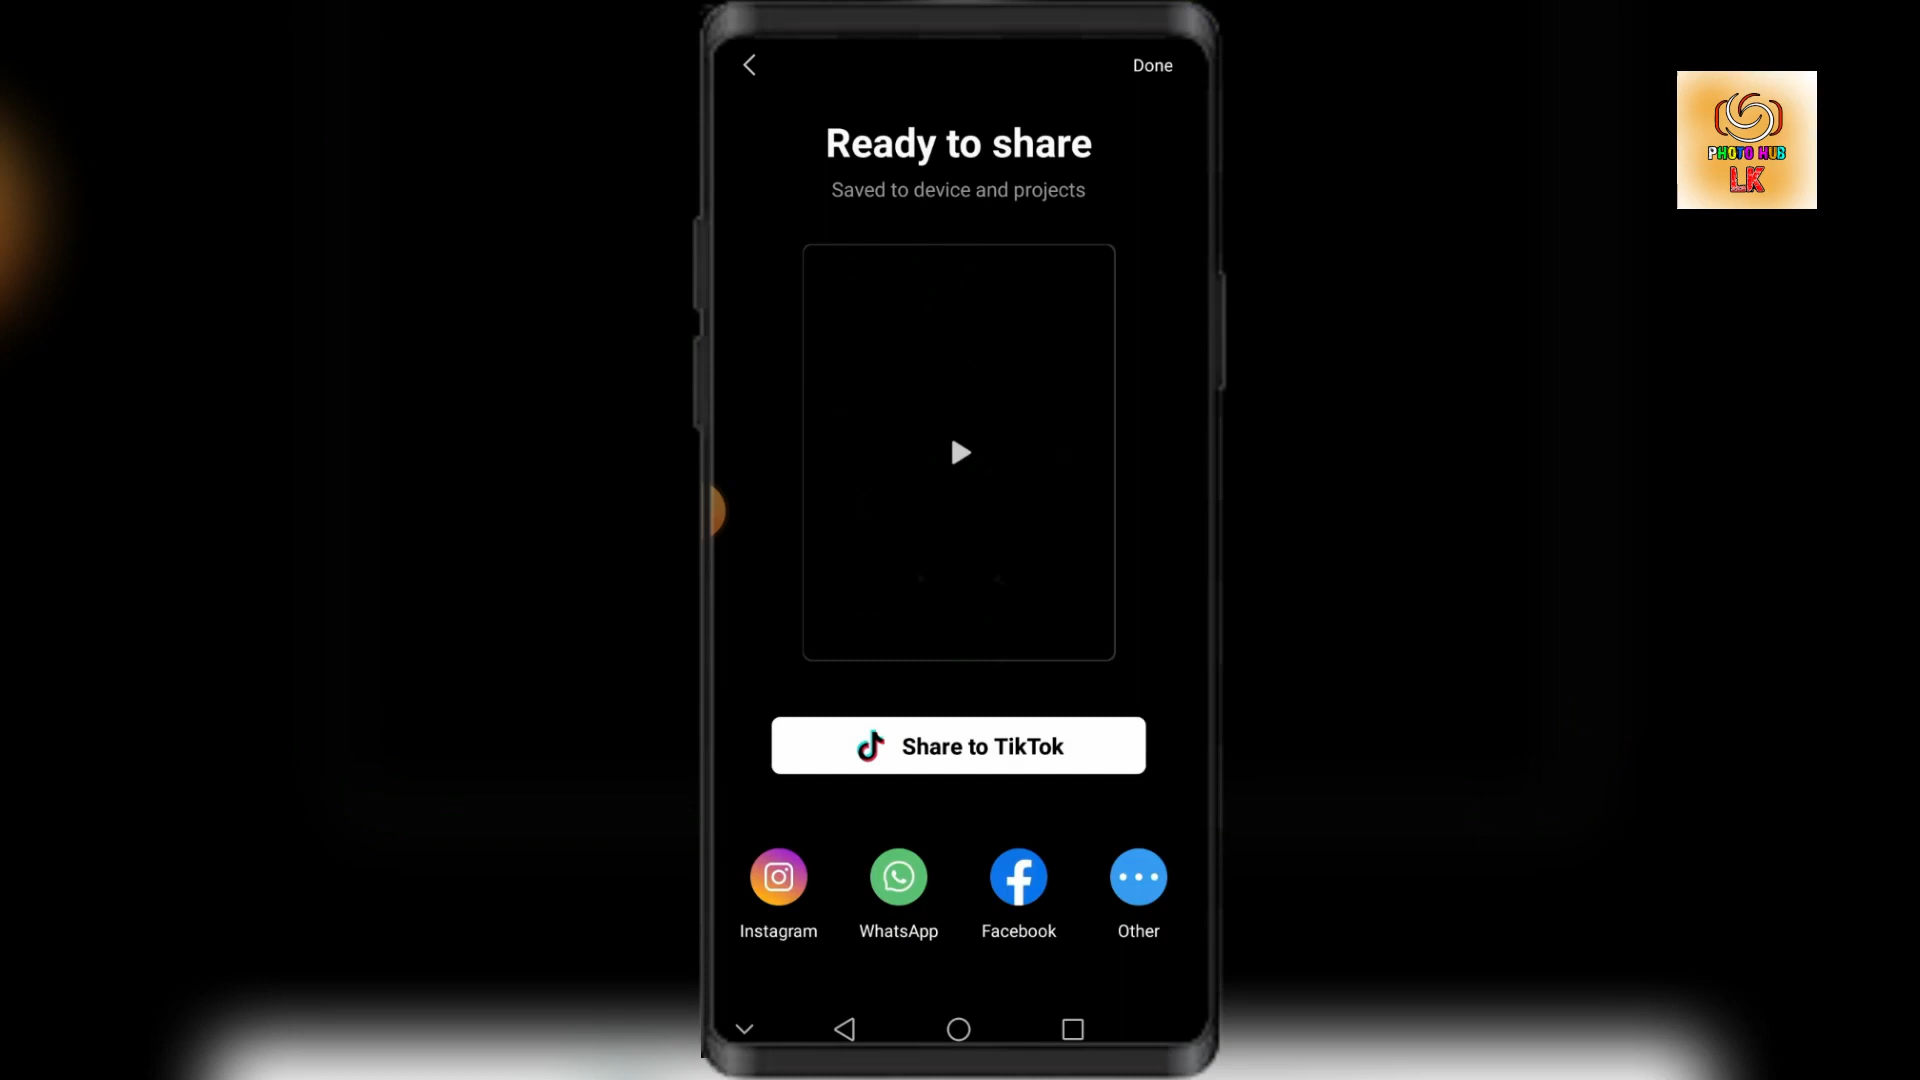 Done
Ready to share
Saved to device and projects
Share to TikTok
Instagram WhatsApp Facebook Other
PHOTO HUB
LK